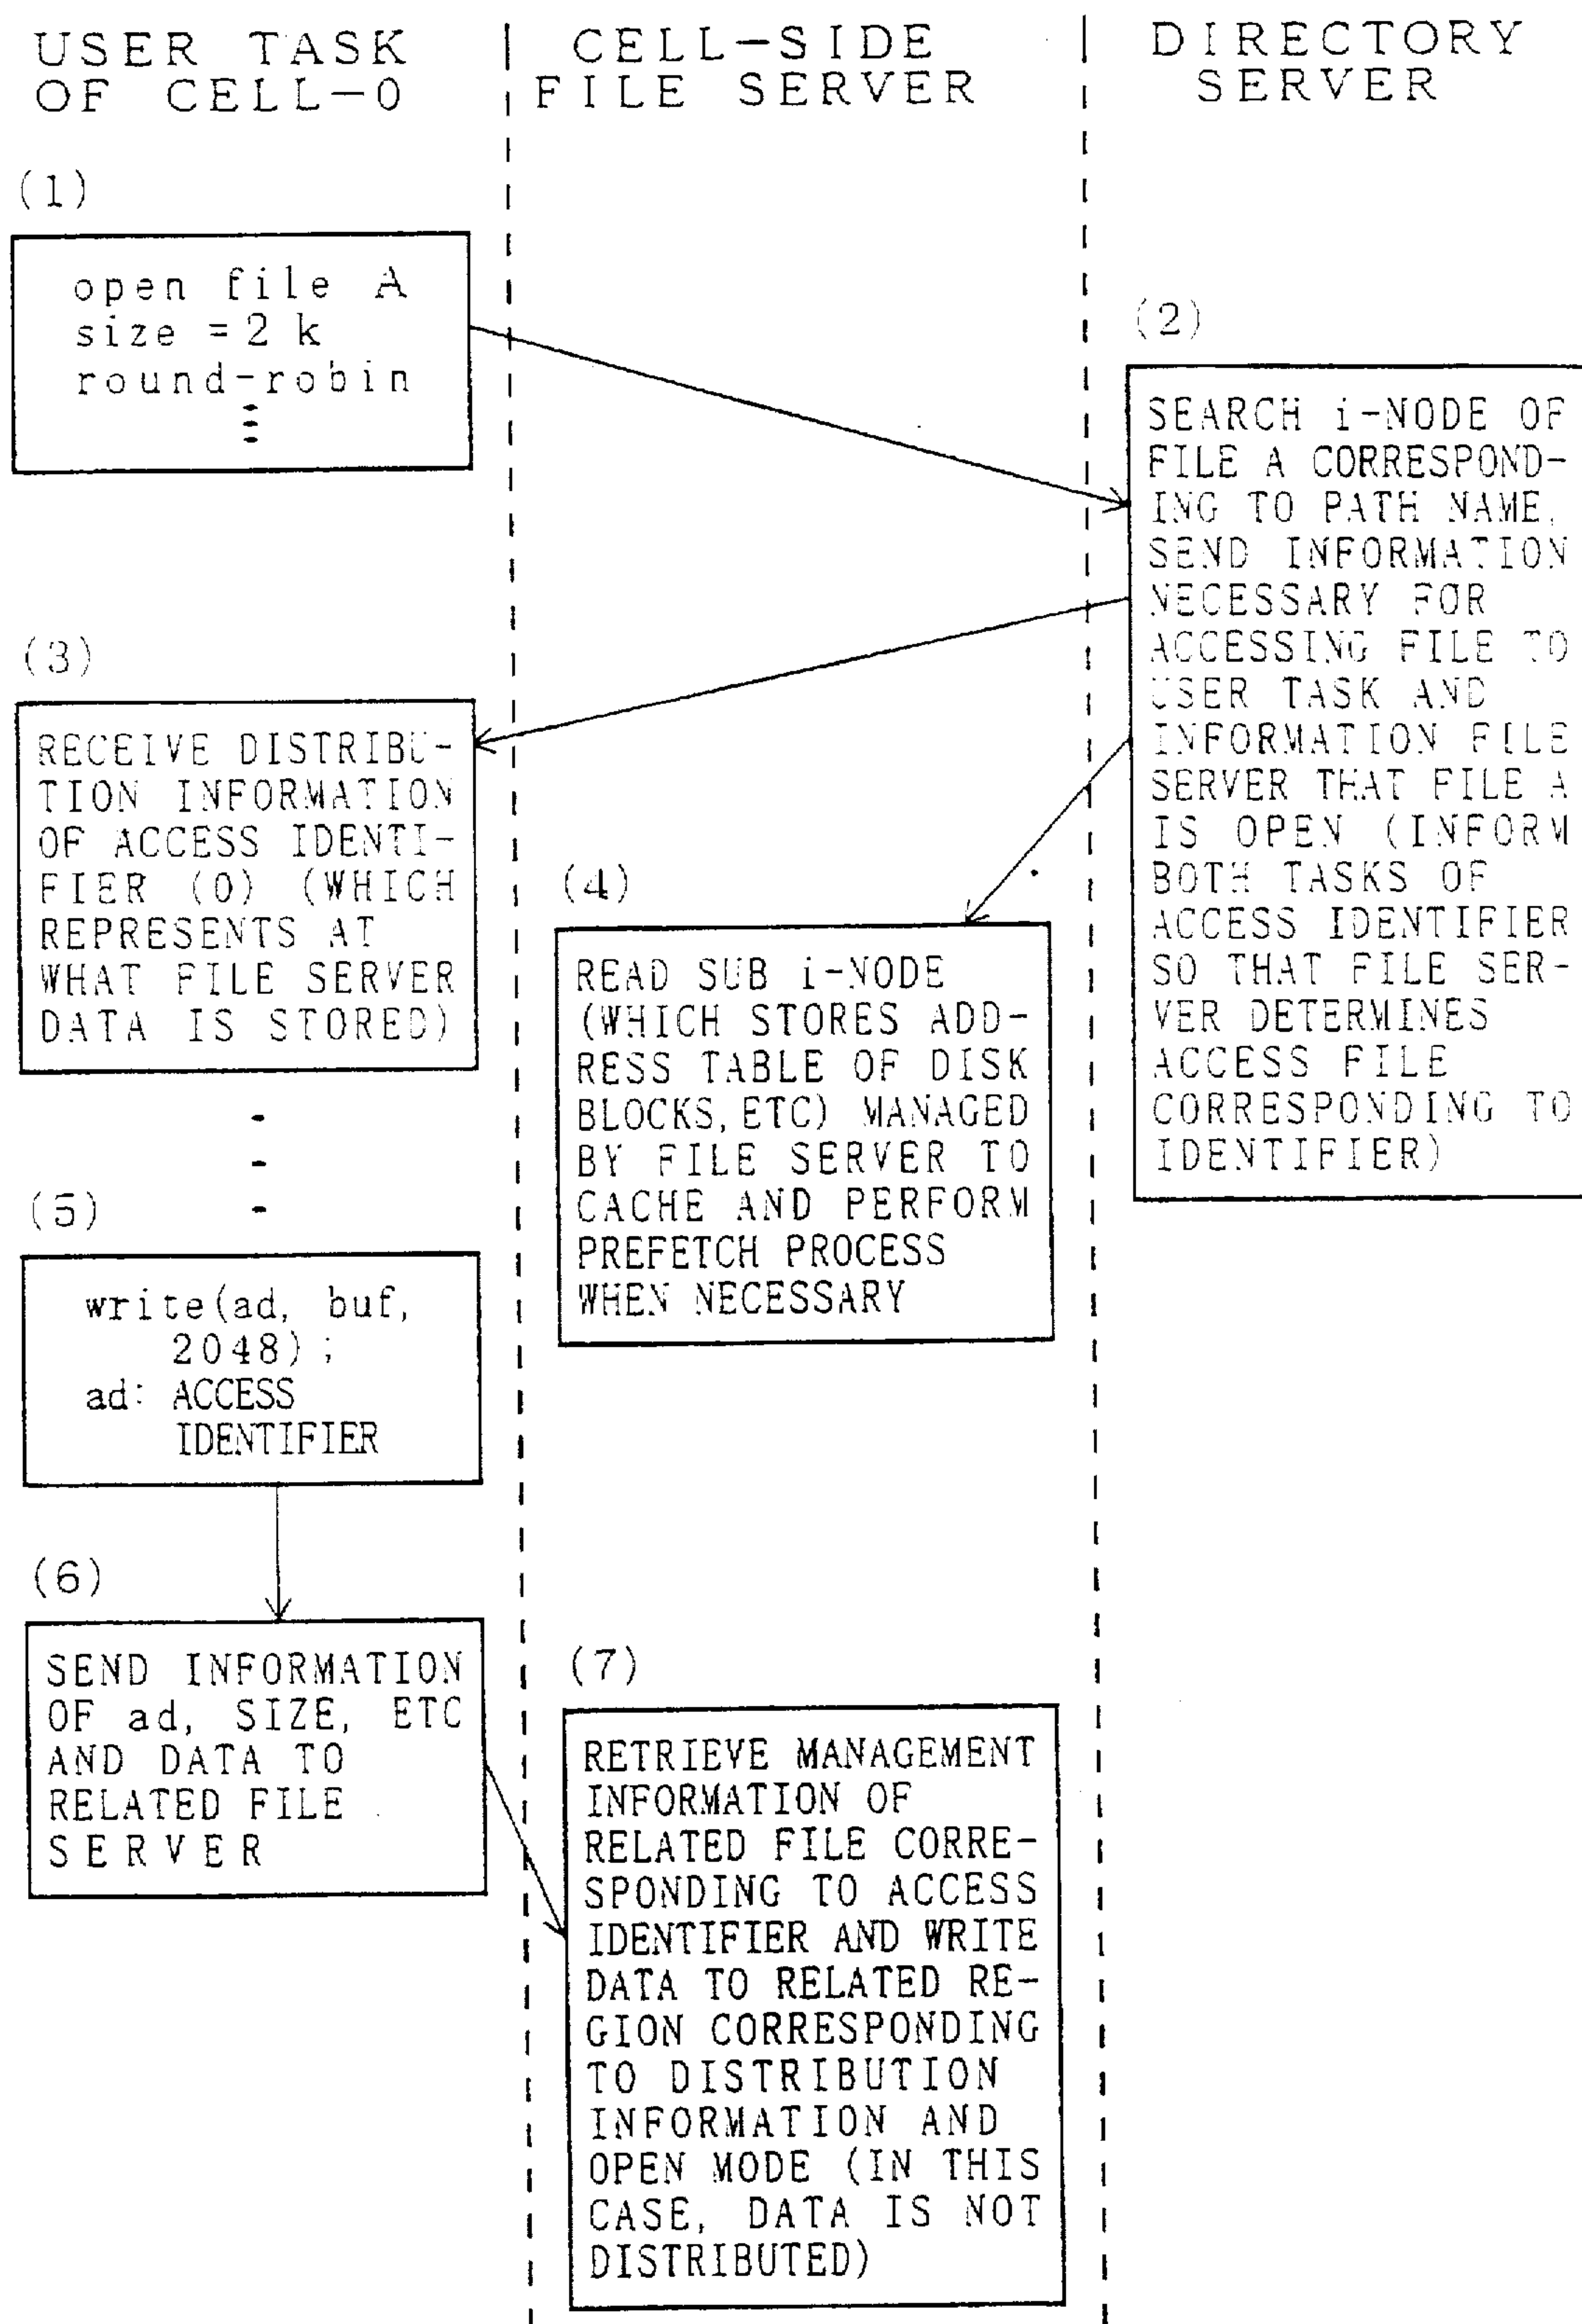 USER TASK
OF CELL-0
CELL-SIDE
FILE SERVER
DIRECTORY
SERVER
(1)
open file A
size =2 k
round-robin
(2)
SEARCH i-NODE OF
FILE A CORRESPOND-
ING TO PATH NAME,
SEND INFORMATION
NECESSARY FOR
ACCESSING FILE TO
USER TASK AND
INFORMATION FILE
SERVER THAT FILE A
IS OPEN (INFORM
BOTH TASKS OF
ACCESS IDENTIFIER
SO THAT FILE SER-
VER DETERMINES
ACCESS FILE
CORRESPONDING TO
IDENTIFIER)
(3)
RECEIVE DISTRIBU-
TION INFORMATION
OF ACCESS IDENTI-
FIER (0) (WHICH
REPRESENTS AT
WHAT FILE SERVER
DATA IS STORED)
(4)
READ SUB i-NODE
(WHICH STORES ADD-
RESS TABLE OF DISK
BLOCKS, ETC) MANAGED
BY FILE SERVER TO
CACHE AND PERFORM
PREFETCH PROCESS
WHEN NECESSARY
(5)
write(ad, buf,
2048);
ad: ACCESS
IDENTIFIER
(6)
SEND INFORMATION
OF ad, SIZE, ETC
AND DATA TO
RELATED FILE
SERVER
(7)
RETRIEVE MANAGEMENT
INFORMATION OF
RELATED FILE CORRE-
SPONDING TO ACCESS
IDENTIFIER AND WRITE
DATA TO RELATED RE-
GION CORRESPONDING
TO DISTRIBUTION
INFORMATION AND
OPEN MODE (IN THIS
CASE, DATA IS NOT
DISTRIBUTED)